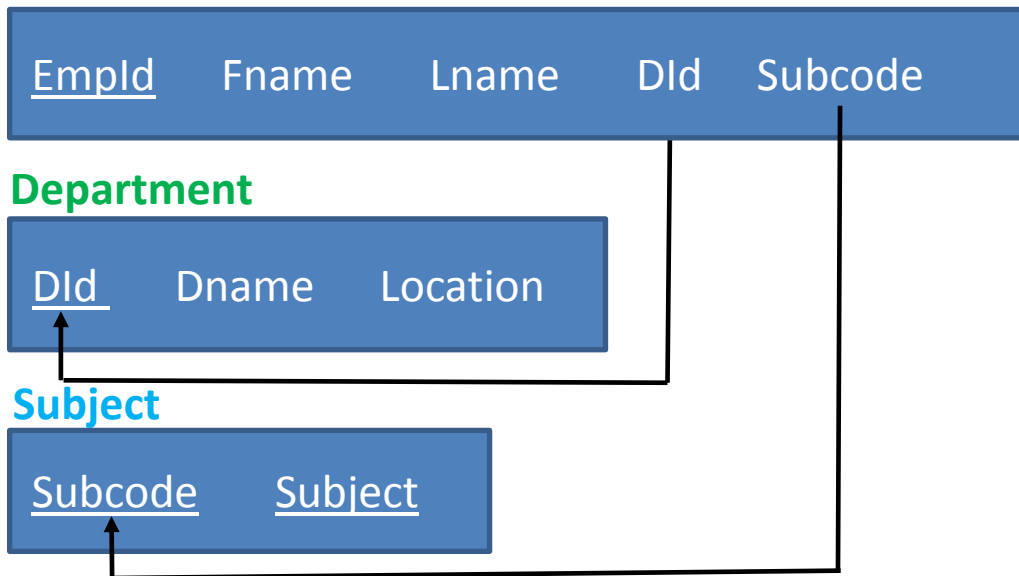 EmpId Fname Lname DId Subcode
Department
DId Dname Location
Subject
Subcode Subject